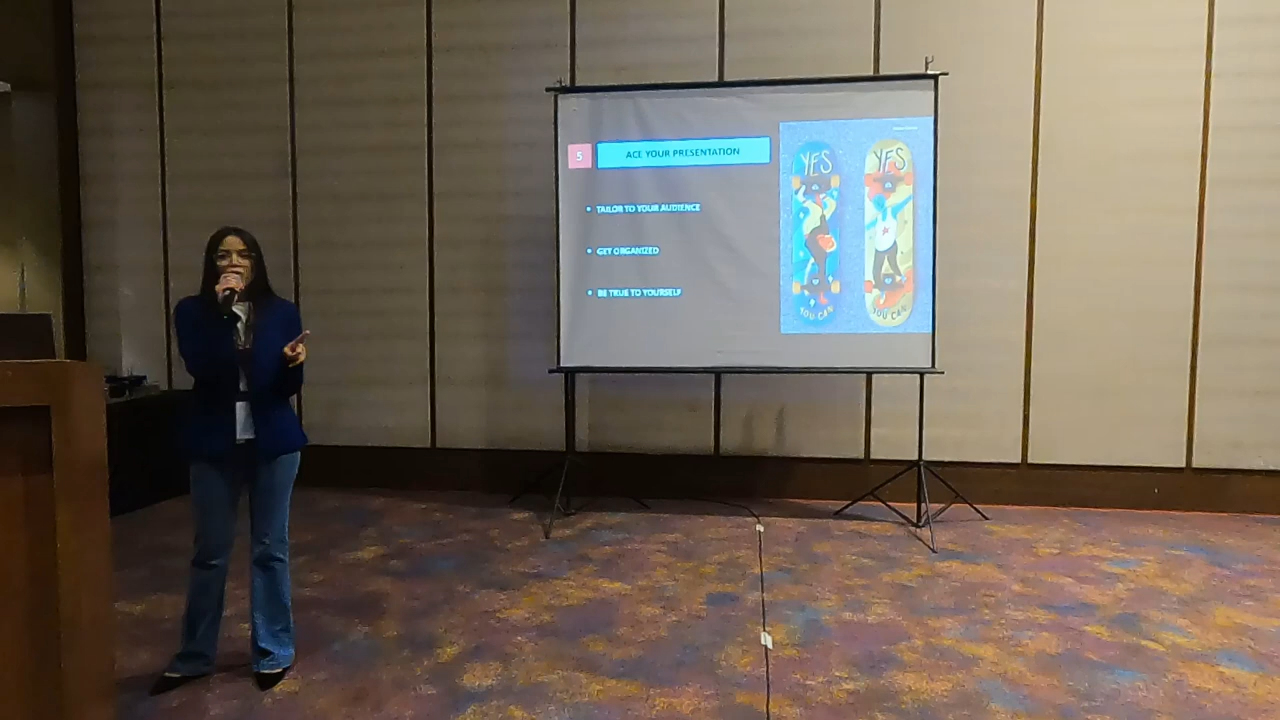 5
ACE YOUR PRESENTATION
• TAILOR TO YOUR AUDIENCE
• GET ORGANIZED
• BE TRUE TO YOURSELF
YES
YOU CAN
YES
YOU CAN